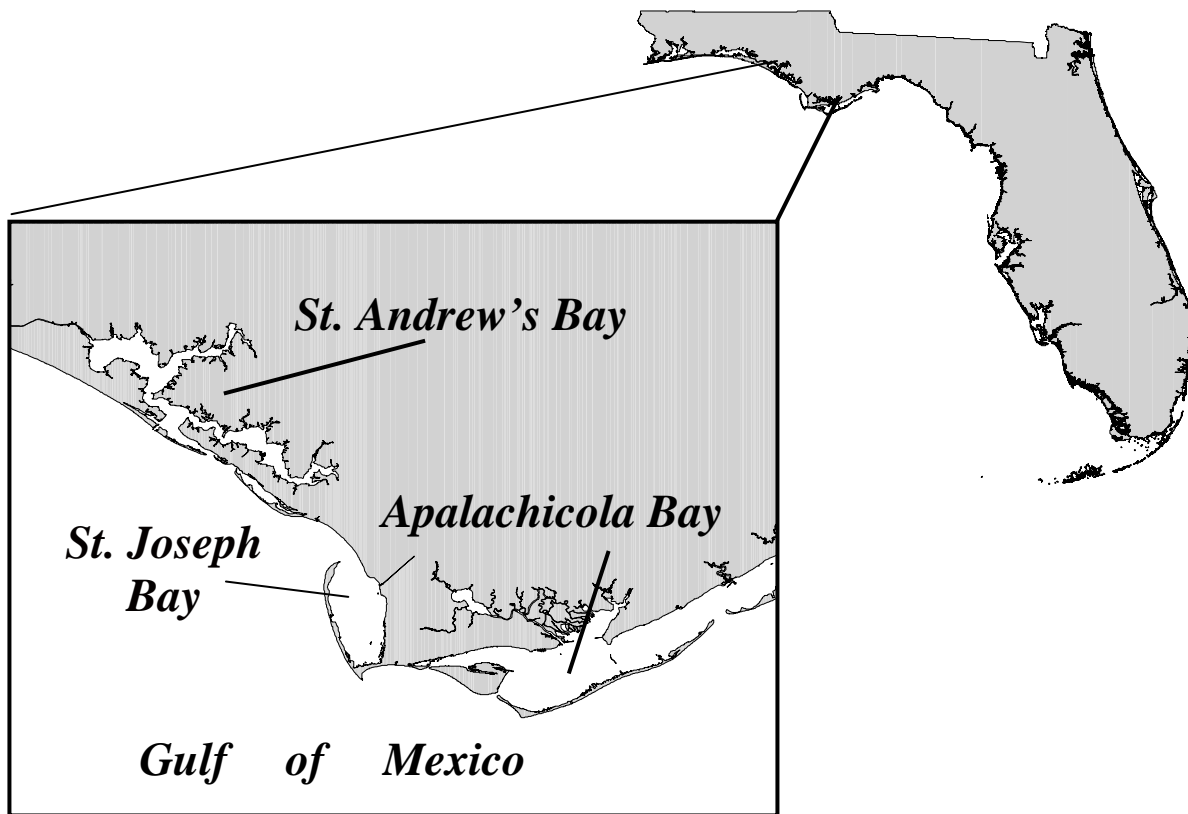 St. Andrew's Bay
Apalachicola Bay
St. Joseph
Bay
Gulf of Mexico